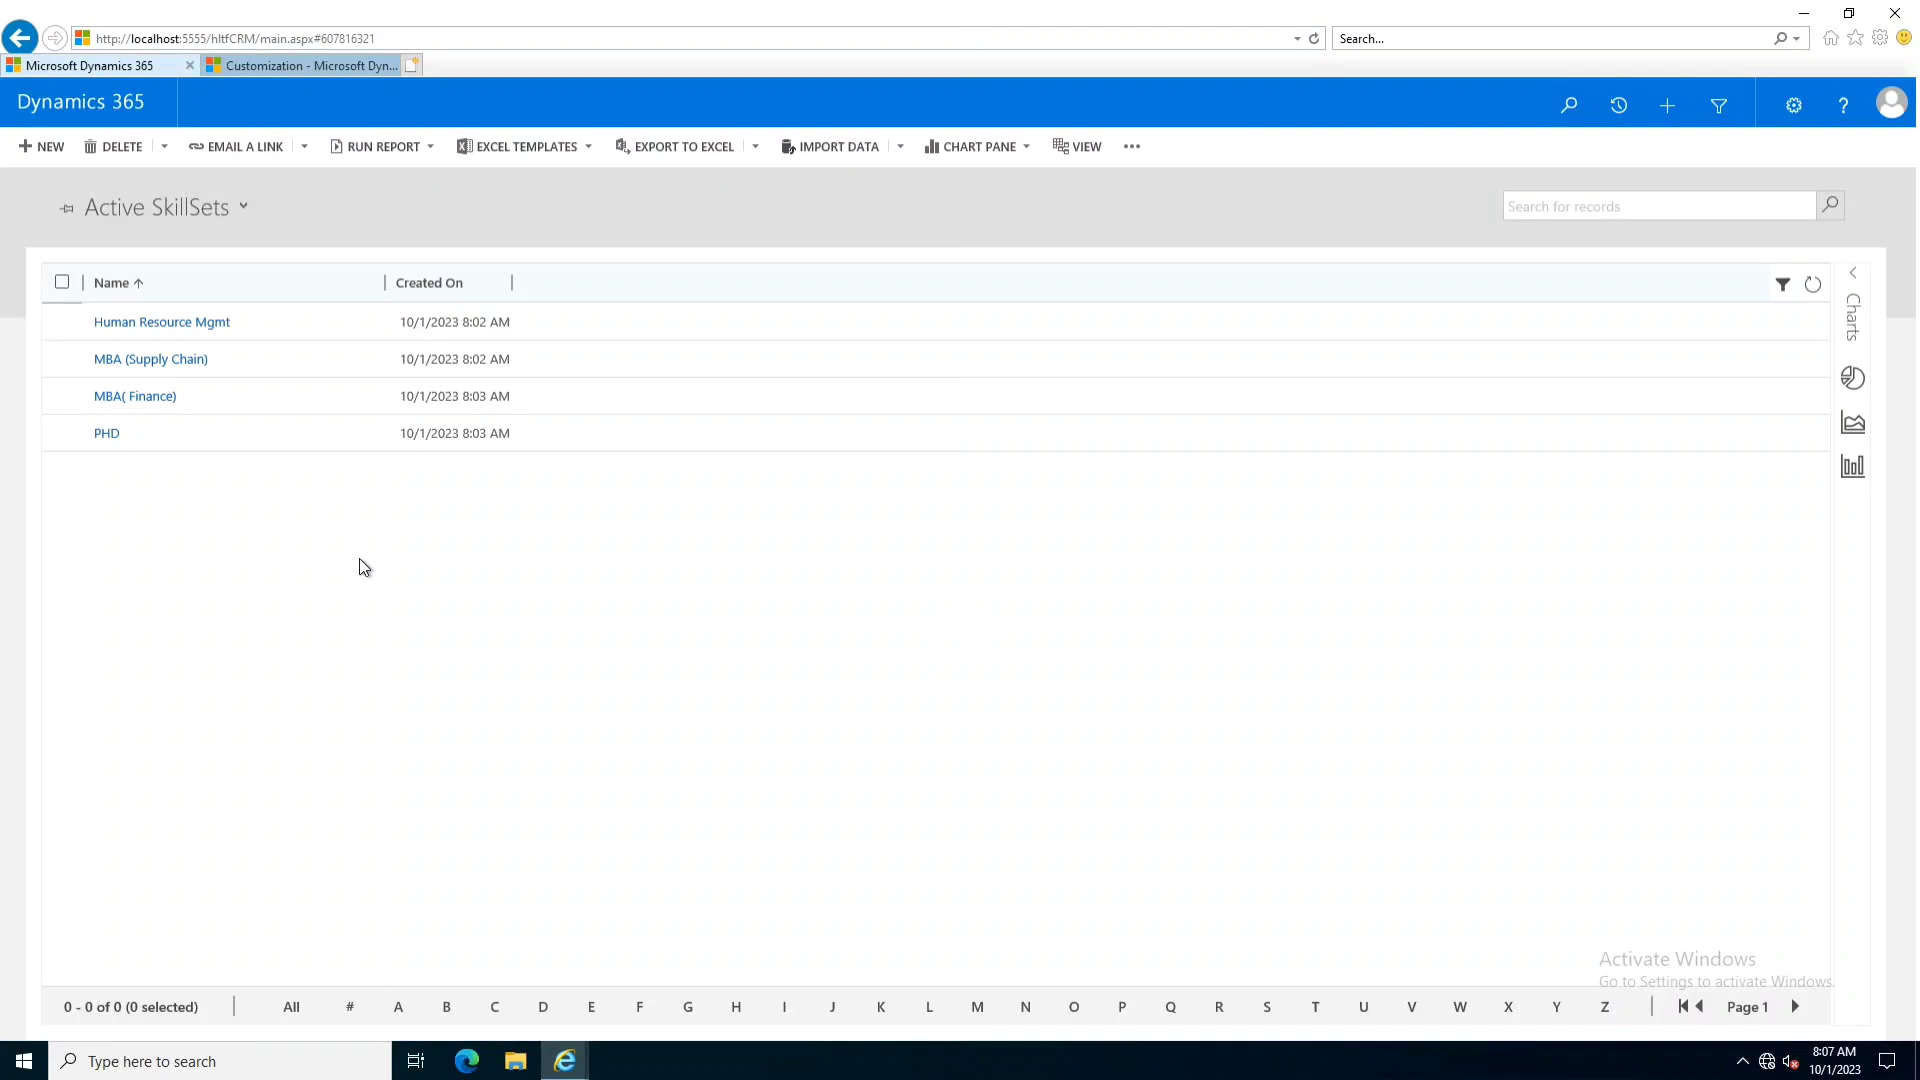 http://localhost:5555/hltfCRM/main.aspx#607816321
Search...
Microsoft Dynamics 365
Customization - Microsoft Dyn...
Dynamics 365
NEW
DELETE
EMAIL A LINK
RUN REPORT
EXCEL TEMPLATES
EXPORT TO EXCEL
IMPORT DATA
CHART PANE
VIEW
Active SkillSets
Search for records
Name
Created On
Human Resource Mgmt 10/1/2023 8:02 AM
MBA (Supply Chain) 10/1/2023 8:02 AM
MBA( Finance) 10/1/2023 8:03 AM
PHD 10/1/2023 8:03 AM
Charts
Activate Windows
Go to Settings to activate Windows.
0 - 0 of 0 (0 selected)
All # A B C D E F G H I J K L M N O P Q R S T U V W X Y Z
Page 1
Type here to search
8:07 AM
10/1/2023